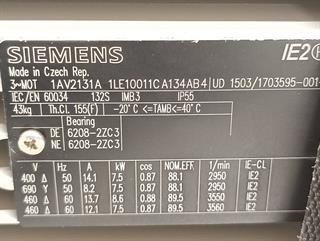 SIEMENS IE2
Made in Czech Rep.
3~MOT 1AV2131A 1LE10011CA134AB4 UD 1503/1703595-001-
IEC/EN 60034 132S IMB3 IP55
43kg Th.CL 155(F) -20°C <=TAMB<=40°C
Bearing
DE 6208-2ZC3
NE 6208-2ZC3
V Hz A kW cos NOM.EFF 1/min IE-CL
400 Δ 50 14.1 7.5 0.87 88.1 2950 IE2
690 Y 50 8.2 7.5 0.87 88.1 2950 IE2
460 Δ 60 13.7 8.6 0.88 89.5 3550 IE2
460 Δ 60 12.1 7.5 0.87 89.5 3560 IE2